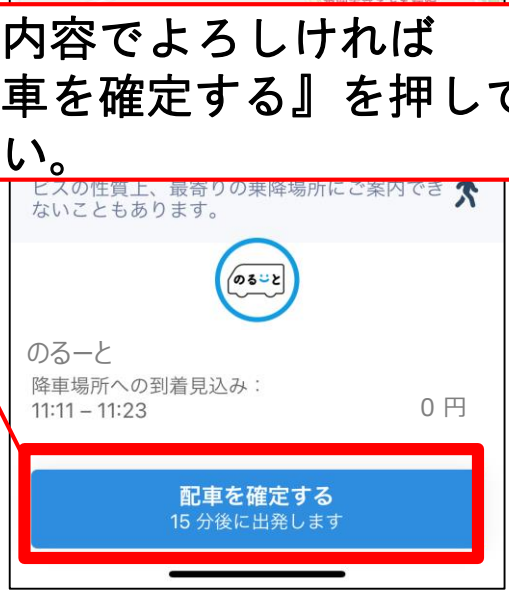 内容でよろしければ
車を確定する』を押して
い。
ビスの性質上、最寄りの乗降場所にご案内でき
ないこともあります。
のるーと
のるーと
降車場所への到着見込み：
11:11 – 11:23
0 円
配車を確定する
15 分後に出発します